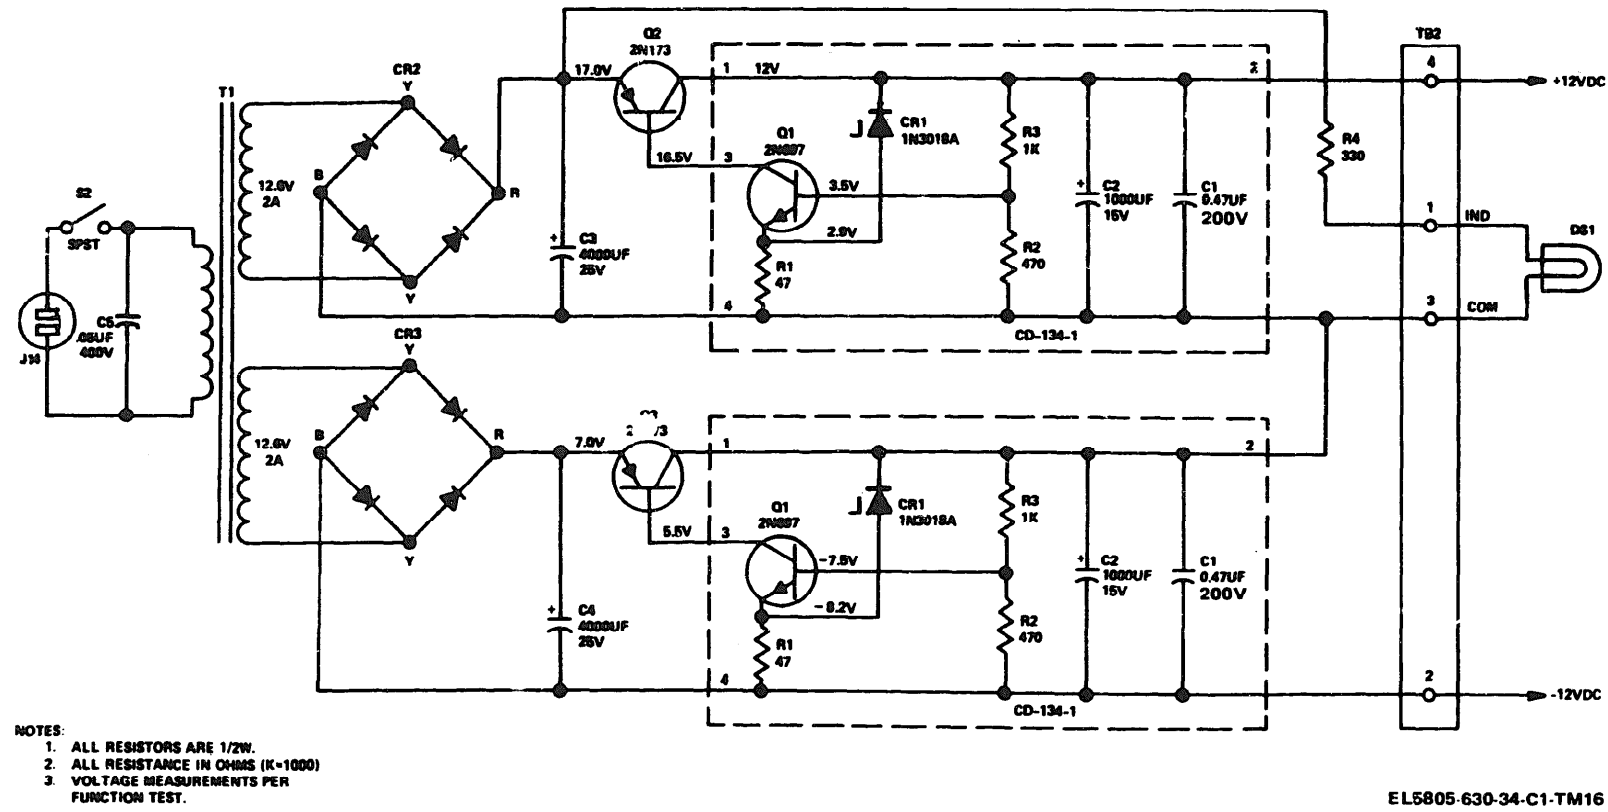 Q2
2N173
TB2
CR2
Y
17.0V
1
12V
2
4
+12VDC
T1
CR1
1N3018A
Q1
2N697
R3
1K
R4
330
16.5V
3
B
R
12.6V
2A
3.5V
C2
1000UF
15V
C1
0.47UF
200V
1
IND
S2
SPST
2.9V
DS1
C3
4000UF
25V
R1
47
R2
470
Y
4
3
COM
C5
.05UF
400V
J14
CR3
Y
CD-134-1
B
R
7.0V
1
2
12.6V
2A
CR1
1N3018A
R3
1K
Q1
2N697
5.5V
3
Y
-7.5V
C2
1000UF
15V
C1
0.47UF
200V
-8.2V
C4
4000UF
25V
R1
47
R2
470
4
2
-12VDC
CD-134-1
NOTES:
1. ALL RESISTORS ARE 1/2W.
2. ALL RESISTANCE IN OHMS (K=1000)
3. VOLTAGE MEASUREMENTS PER
FUNCTION TEST.
EL5805-630-34-C1-TM16